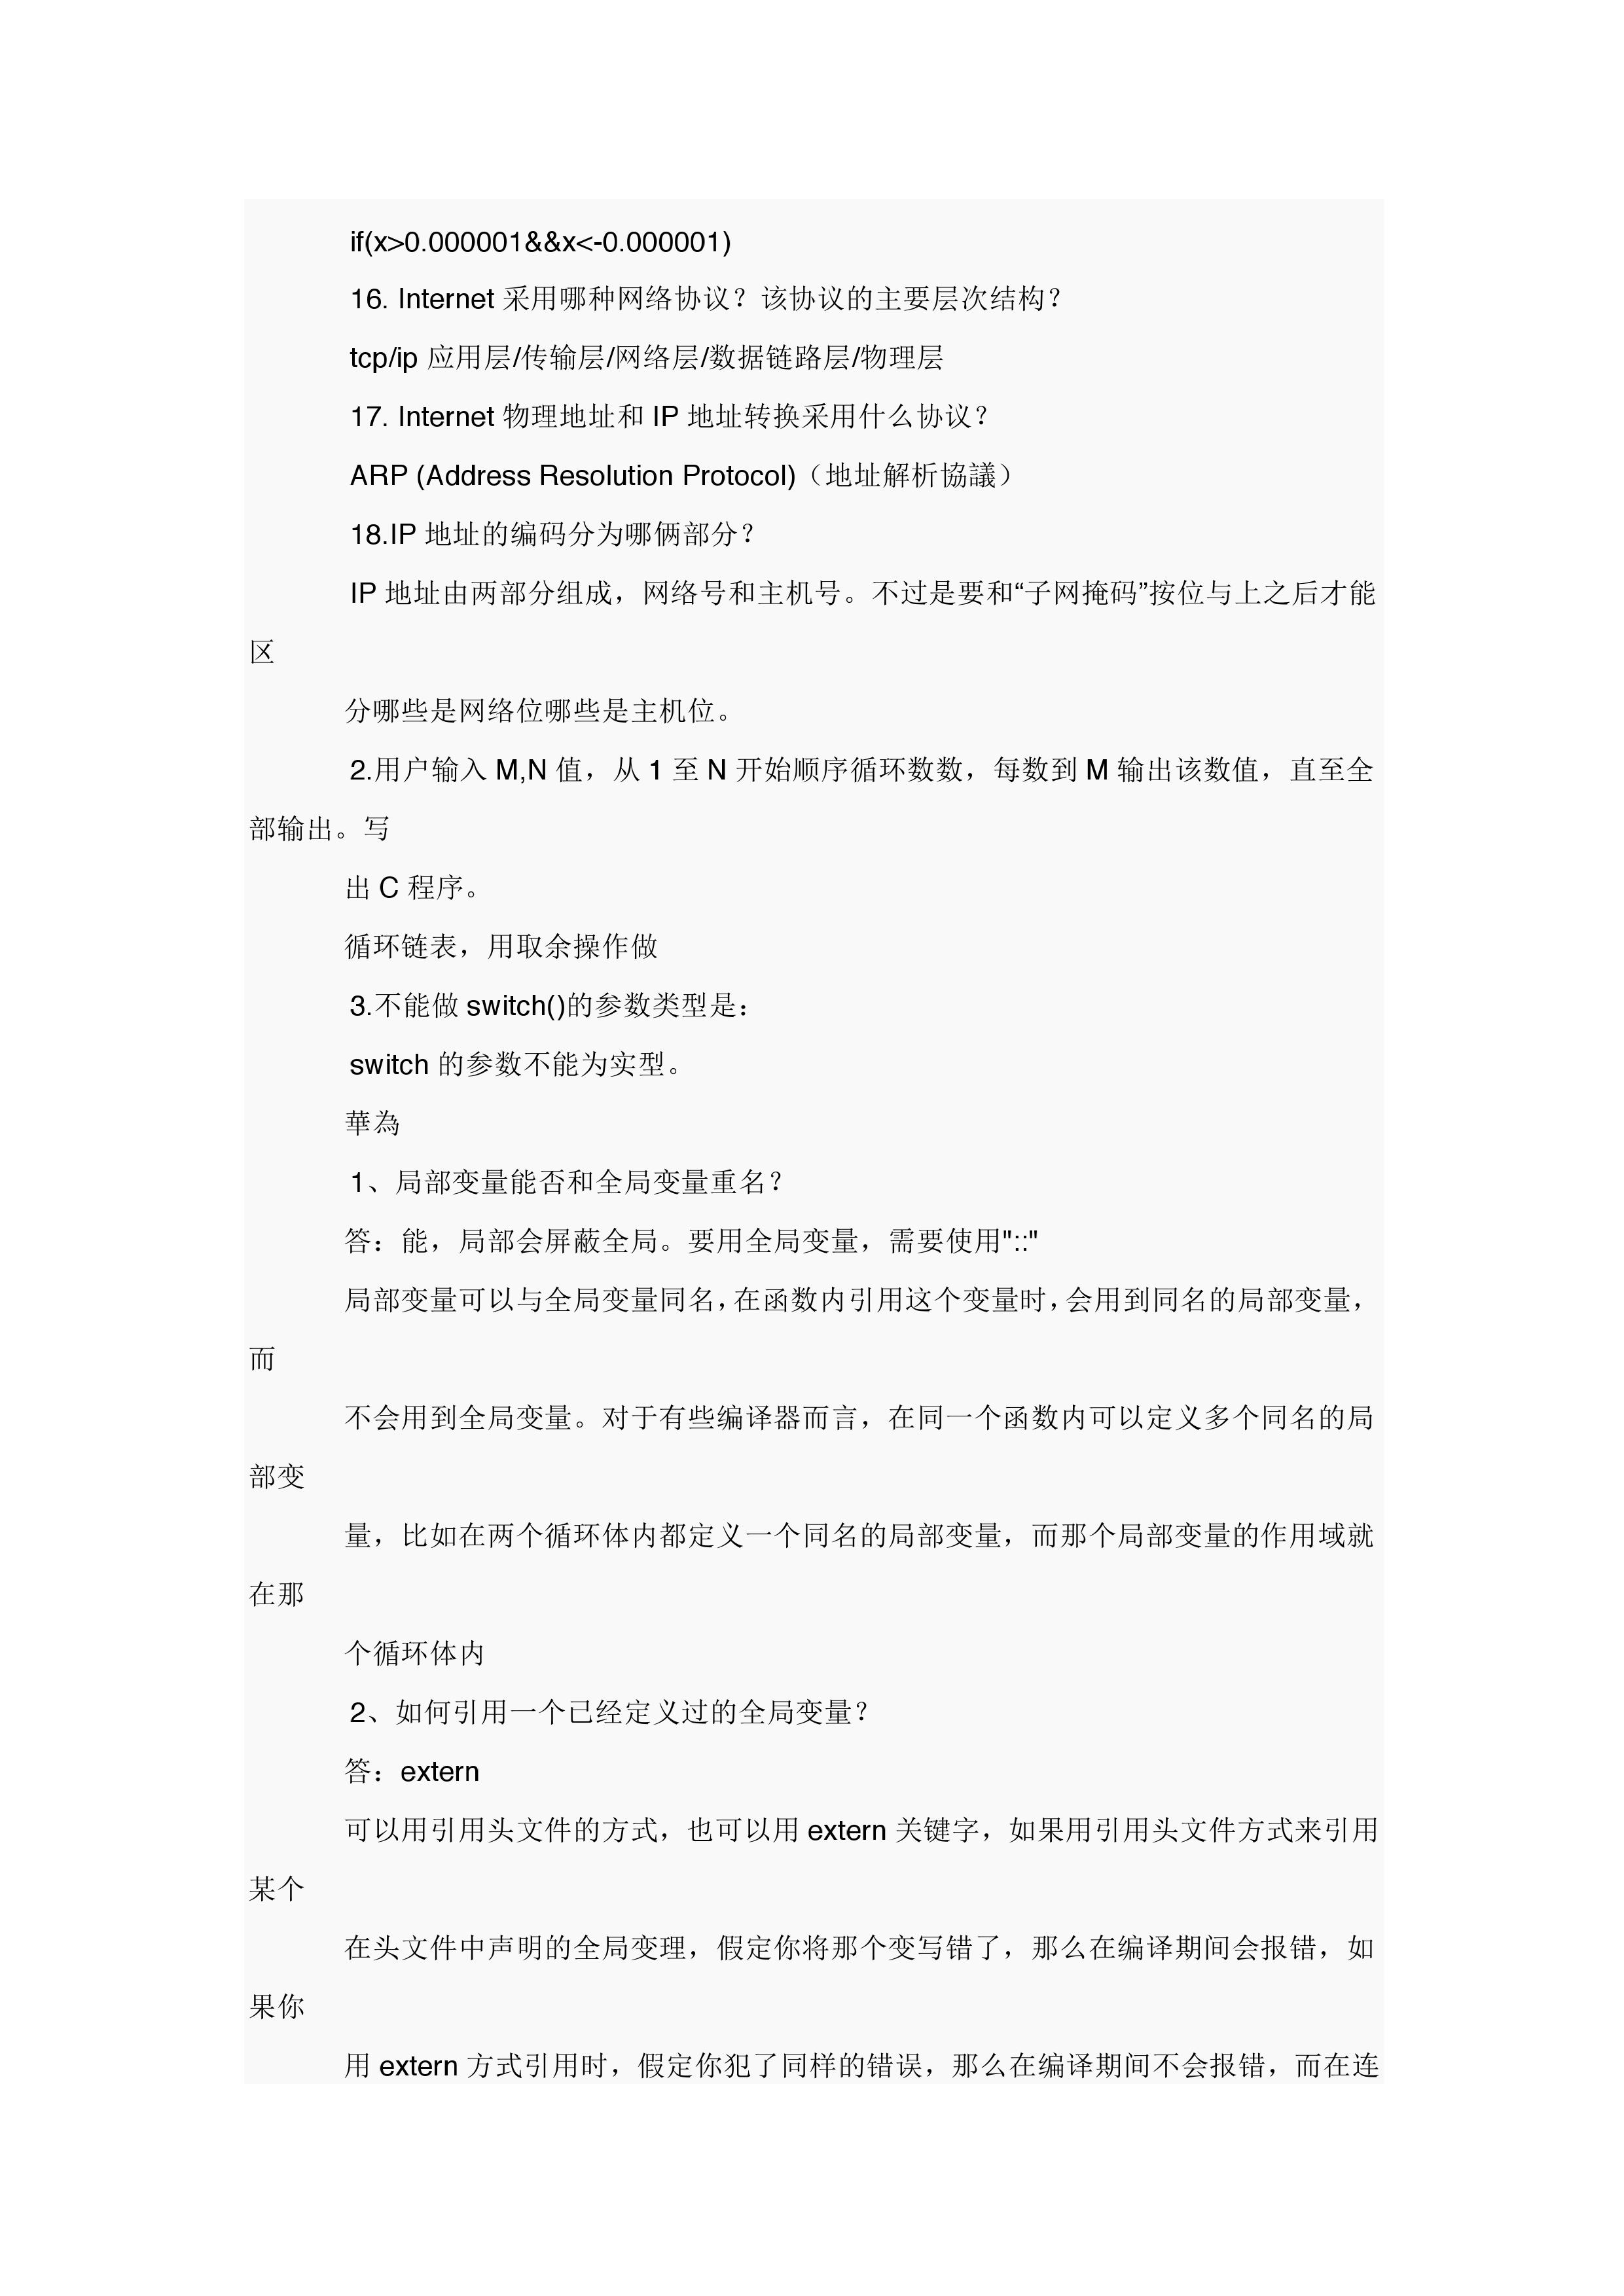 if(x>0.000001&&x<-0.000001)
16. Internet 采用哪种网络协议？该协议的主要层次结构？
tcp/ip 应用层/传输层/网络层/数据链路层/物理层
17. Internet 物理地址和 IP 地址转换采用什么协议？
ARP (Address Resolution Protocol)（地址解析協議）
18.IP 地址的编码分为哪俩部分？
IP 地址由两部分组成，网络号和主机号。不过是要和“子网掩码”按位与上之后才能
区
分哪些是网络位哪些是主机位。
2.用户输入 M,N 值，从 1 至 N 开始顺序循环数数，每数到 M 输出该数值，直至全
部输出。写
出 C 程序。
循环链表，用取余操作做
3.不能做 switch()的参数类型是：
switch 的参数不能为实型。
華為
1、局部变量能否和全局变量重名？
答：能，局部会屏蔽全局。要用全局变量，需要使用"::"
局部变量可以与全局变量同名，在函数内引用这个变量时，会用到同名的局部变量，
而
不会用到全局变量。对于有些编译器而言，在同一个函数内可以定义多个同名的局
部变
量，比如在两个循环体内都定义一个同名的局部变量，而那个局部变量的作用域就
在那
个循环体内
2、如何引用一个已经定义过的全局变量？
答：extern
可以用引用头文件的方式，也可以用 extern 关键字，如果用引用头文件方式来引用
某个
在头文件中声明的全局变理，假定你将那个变写错了，那么在编译期间会报错，如
果你
用 extern 方式引用时，假定你犯了同样的错误，那么在编译期间不会报错，而在连